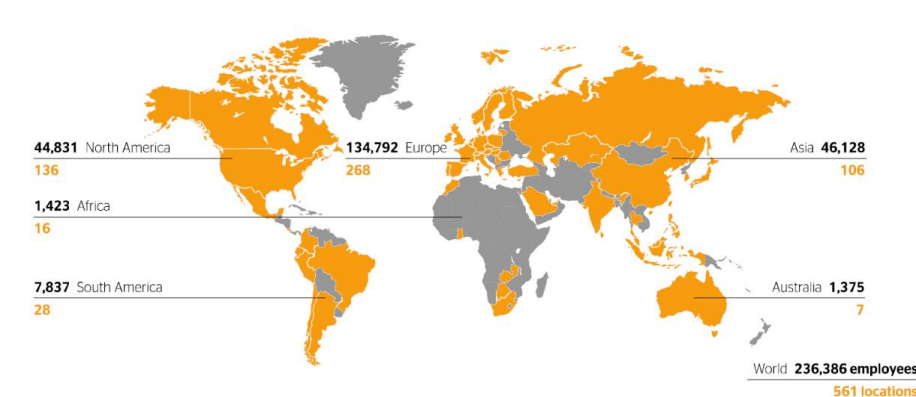 44,831 North America
136
134,792 Europe
268
Asia 46,128
106
1,423 Africa
16
7,837 South America
28
Australia 1,375
7
World 236,386 employees
561 locations